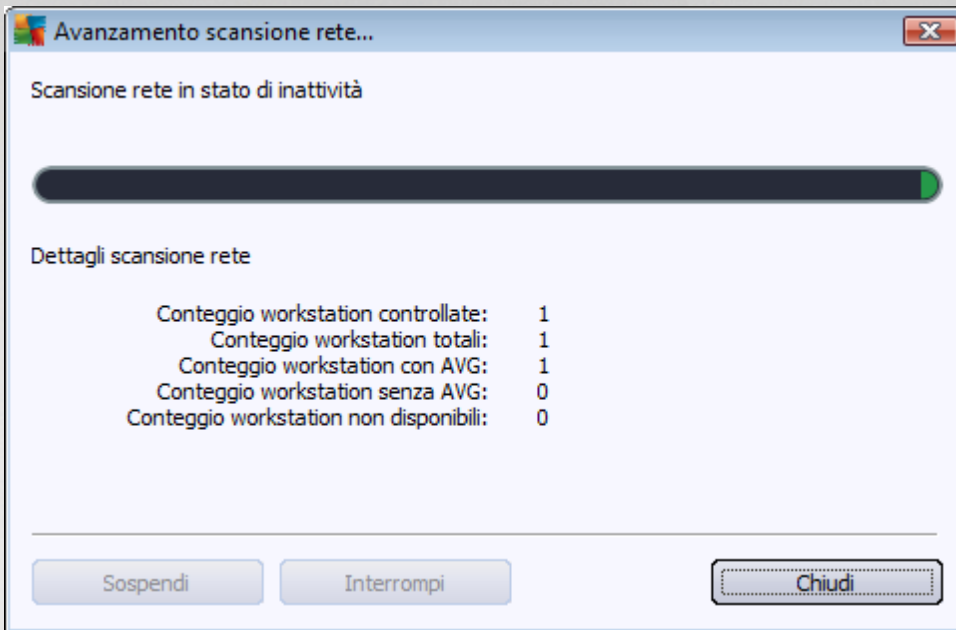 Avanzamento scansione rete...
Scansione rete in stato di inattività
Dettagli scansione rete
Conteggio workstation controllate: 1
Conteggio workstation totali: 1
Conteggio workstation con AVG: 1
Conteggio workstation senza AVG: 0
Conteggio workstation non disponibili: 0
Sospendi Interrompi Chiudi